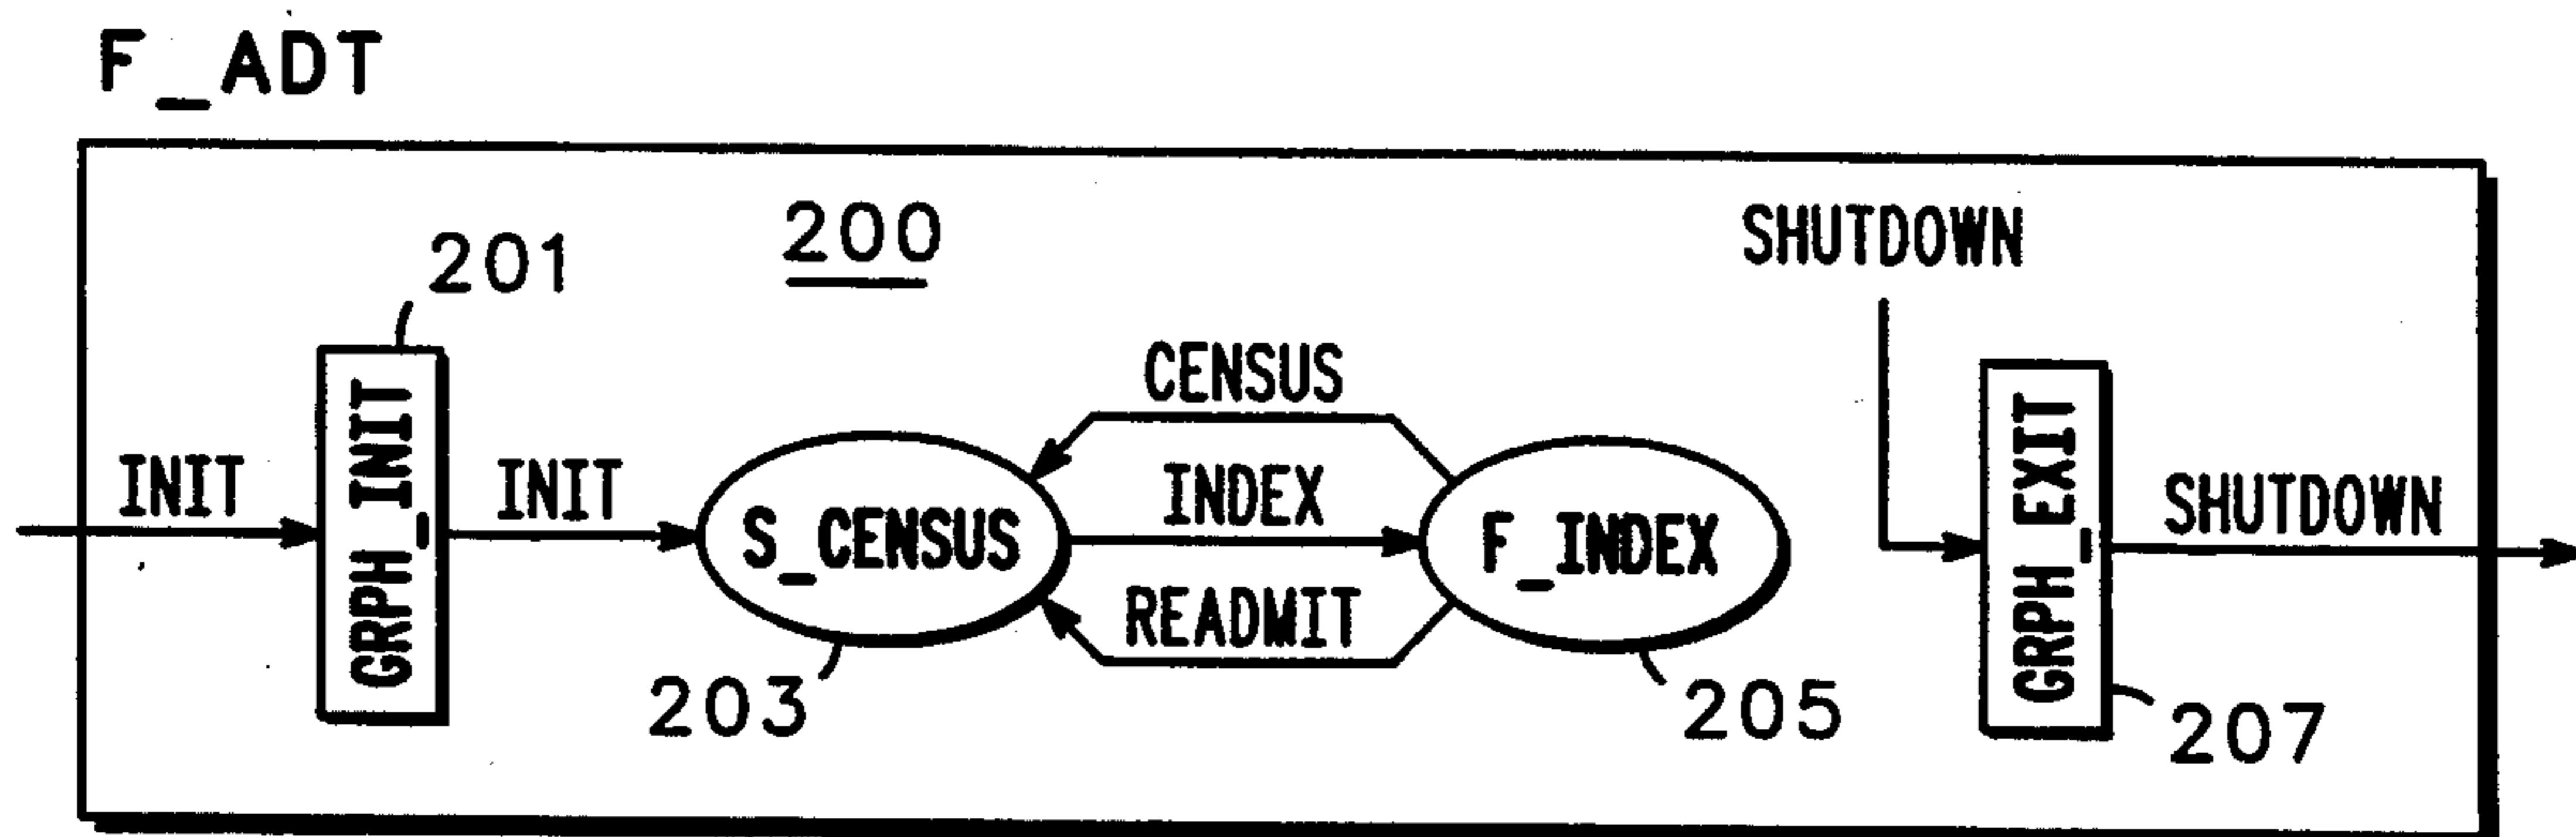 F_ADT
200
201
SHUTDOWN
CENSUS
INIT
GRPH_INIT
INIT
S_CENSUS
INDEX
F_INDEX
GRPH_EXIT
SHUTDOWN
READMIT
203
205
207